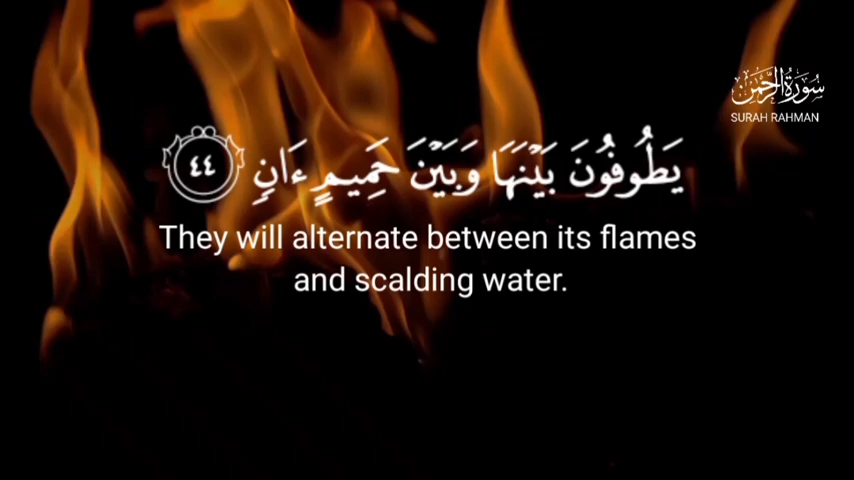 سُورَةُ الرَّحْمَٰن
SURAH RAHMAN
يَطُوفُونَ بَيْنَهَا وَبَيْنَ حَمِيمٍ ءَانٍ ٤٤
They will alternate between its flames
and scalding water.